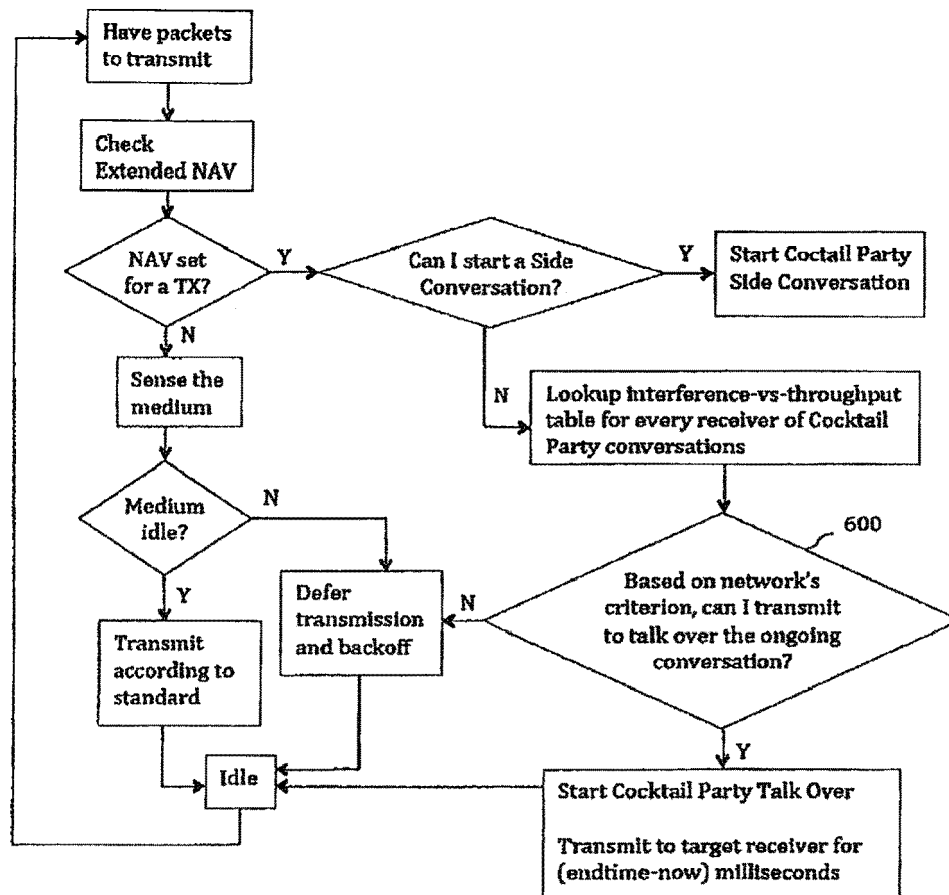 Have packets
to transmit
Check
Extended NAV
NAV set
for a TX?
Y
Can I start a Side
Conversation?
Y
Start Coctail Party
Side Conversation
N
Sense the
medium
N
Lookup interference-vs-throughput
table for every receiver of Cocktail
Party conversations
Medium
idle?
N
600
Y
Defer
transmission
and backoff
N
Based on network's
criterion, can I transmit
to talk over the ongoing
conversation?
Transmit
according to
standard
Y
Idle
Start Cocktail Party Talk Over
Transmit to target receiver for
(endtime-now) milliseconds